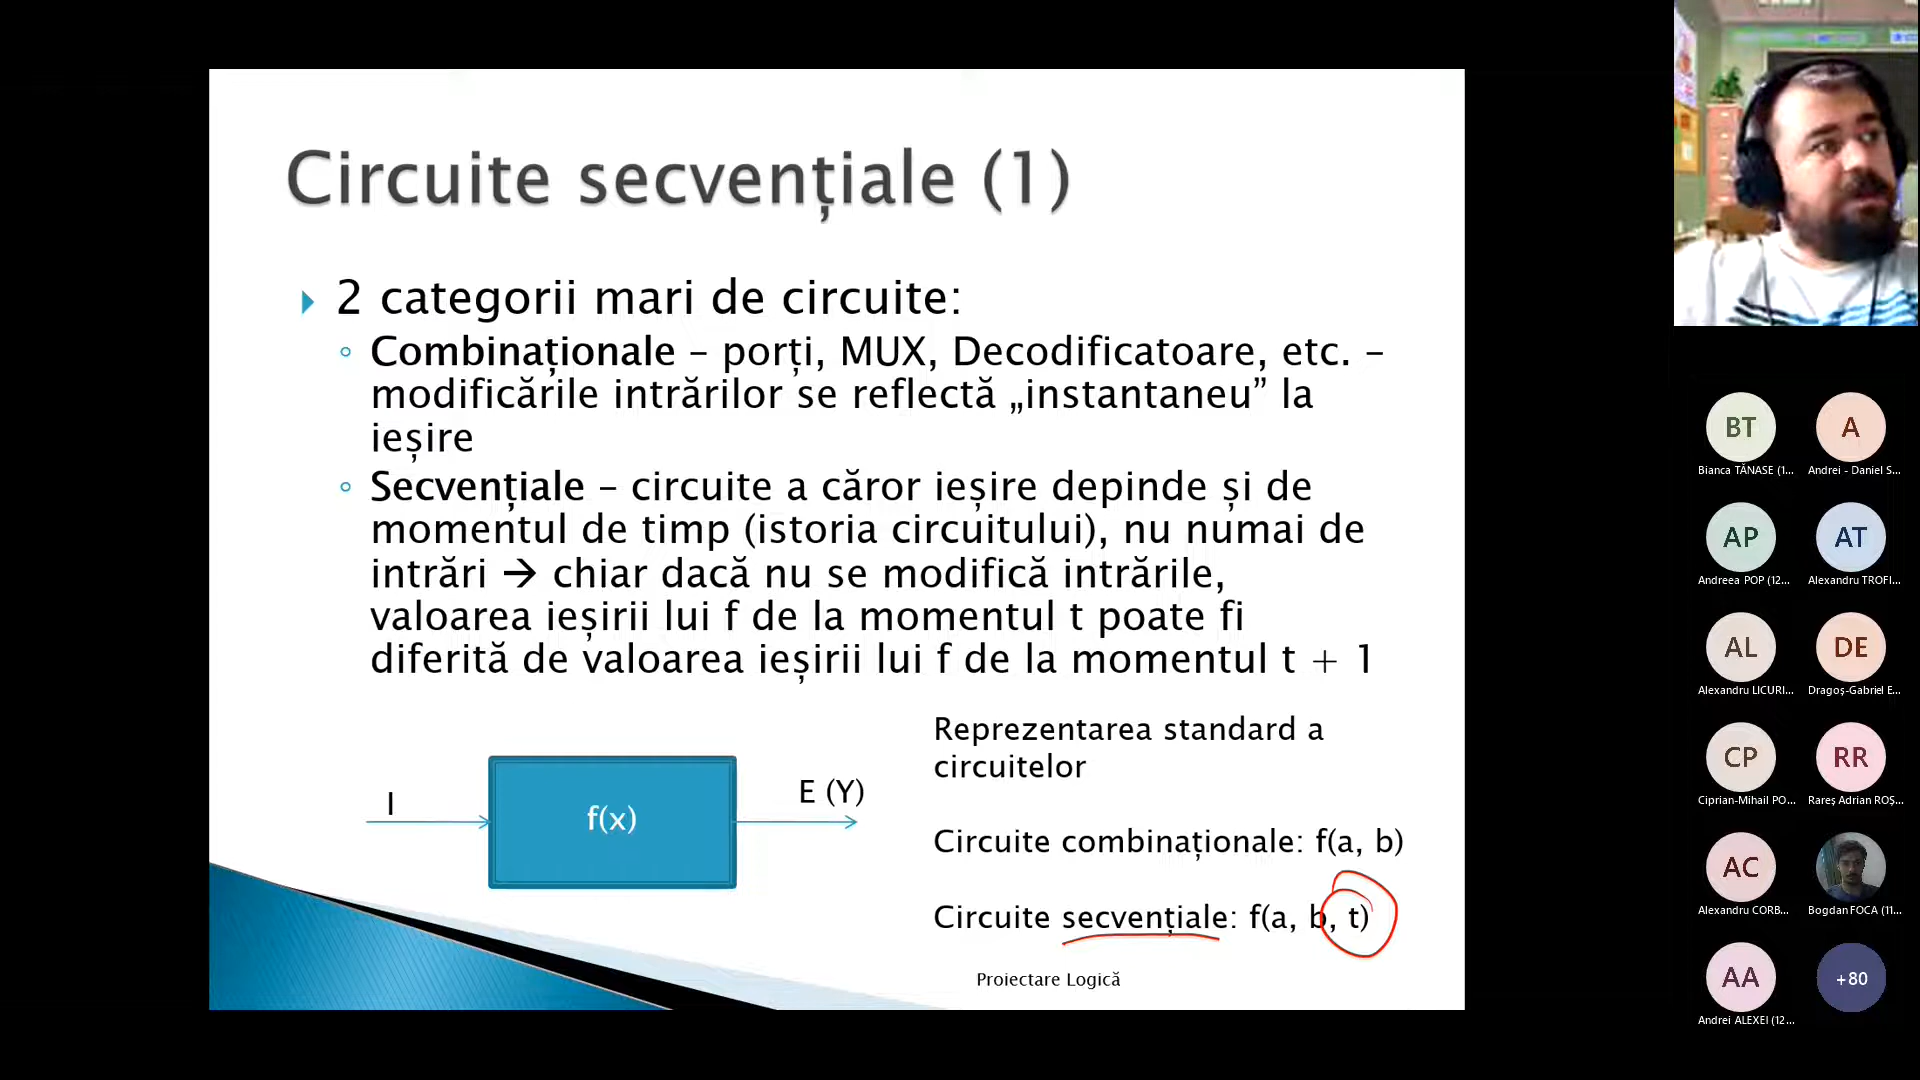 Circuite secvențiale (1)
2 categorii mari de circuite:
Combinaționale – porți, MUX, Decodificatoare, etc. –
modificările intrărilor se reflectă „instantaneu” la
ieșire
Secvențiale – circuite a căror ieșire depinde și de
momentul de timp (istoria circuitului), nu numai de
intrări → chiar dacă nu se modifică intrările,
valoarea ieșirii lui f de la momentul t poate fi
diferită de valoarea ieșirii lui f de la momentul t + 1
I
f(x)
E (Y)
Reprezentarea standard a
circuitelor
Circuite combinaționale: f(a, b)
Circuite secvențiale: f(a, b, t)
Proiectare Logică
BT
Bianca TĂNASE (1...
A
Andrei - Daniel S...
AP
Andreea POP (12...
AT
Alexandru TROFI...
AL
Alexandru LICURI...
DE
Dragoș-Gabriel E...
CP
Ciprian-Mihail PO...
RR
Rareș Adrian ROȘ...
AC
Alexandru CORB...
Bogdan FOCA (11...
AA
Andrei ALEXEI (12...
+80